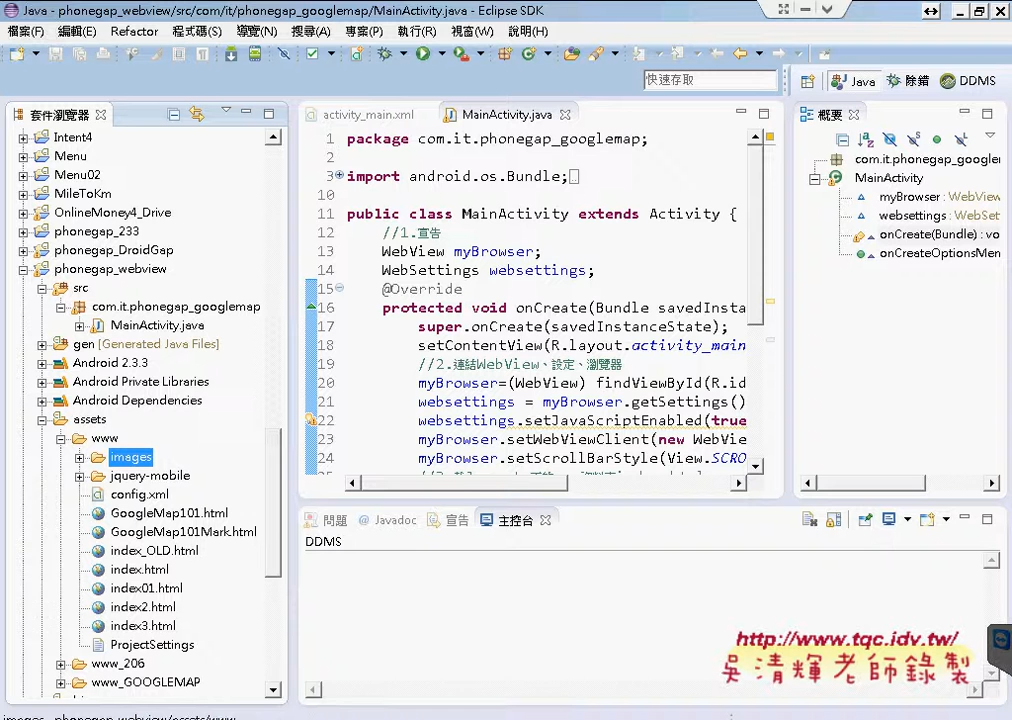 Java - phonegap_webview/src/com/it/phonegap_googlemap/MainActivity.java - Eclipse SDK
檔案(F) 編輯(E) Refactor 程式碼(S) 導覽(N) 搜尋(A) 專案(P) 執行(R) 視窗(W) 說明(H)
快速存取
Java 除錯 DDMS
套件瀏覽器
Intent4
Menu
Menu02
MileToKm
OnlineMoney4_Drive
phonegap_233
phonegap_DroidGap
phonegap_webview
src
com.it.phonegap_googlemap
MainActivity.java
gen [Generated Java Files]
Android 2.3.3
Android Private Libraries
Android Dependencies
assets
www
images
jquery-mobile
config.xml
GoogleMap101.html
GoogleMap101Mark.html
index_OLD.html
index.html
index01.html
index2.html
index3.html
ProjectSettings
www_206
www_GOOGLEMAP
activity_main.xml MainActivity.java
1 package com.it.phonegap_googlemap;
2
3 import android.os.Bundle;
10
11 public class MainActivity extends Activity {
12 //1.宣告
13 WebView myBrowser;
14 WebSettings websettings;
15 @Override
16 protected void onCreate(Bundle savedInsta
17 super.onCreate(savedInstanceState);
18 setContentView(R.layout.activity_main
19 //2.連結WebView、設定、瀏覽器
20 myBrowser=(WebView) findViewById(R.id
21 websettings = myBrowser.getSettings()
22 websettings.setJavaScriptEnabled(true
23 myBrowser.setWebViewClient(new WebVie
24 myBrowser.setScrollBarStyle(View.SCRO
概要
com.it.phonegap_googler
MainActivity
myBrowser : WebView
websettings : WebSet
onCreate(Bundle) : vo
onCreateOptionsMen
問題 @ Javadoc 宣告 主控台
DDMS
http://www.tqc.idv.tw/
吳清輝老師錄製
images - phonegap_webview/assets/www